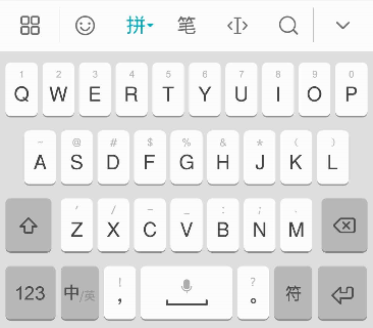 拼 笔
1 2 3 4 5 6 7 8 9 0
Q W E R T Y U I O P
- @ # $ % & * ( )
A S D F G H J K L
' / - _ : ; 、
Z X C V B N M
! ?
123 中/英 , 。 符